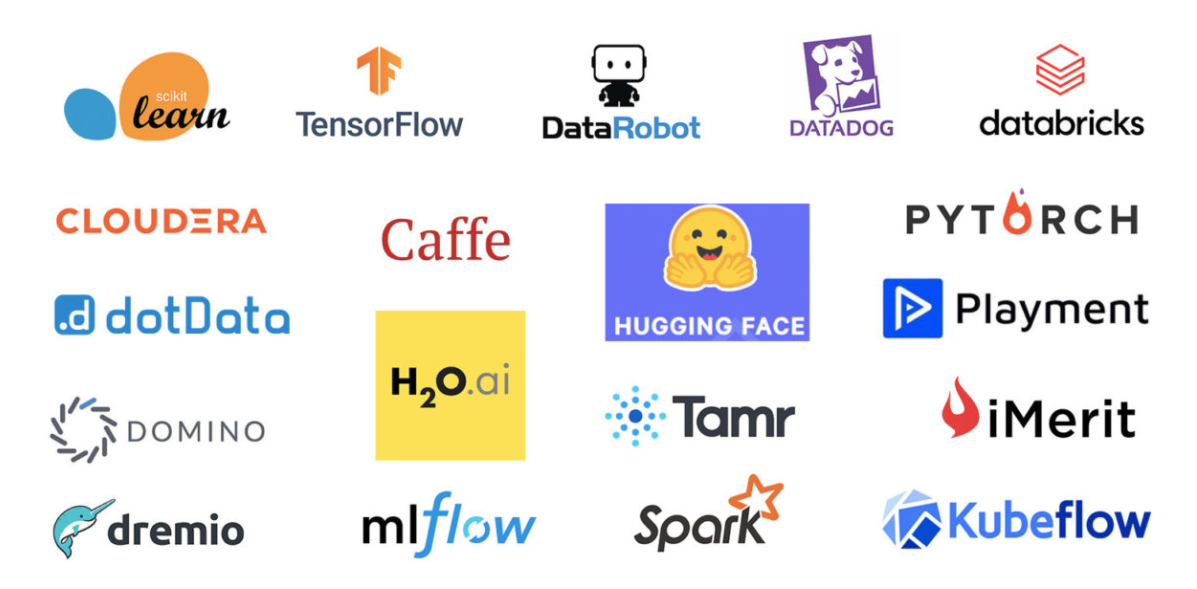 scikit
learn
TensorFlow
DataRobot
DATADOG
databricks
CLOUDERA
Caffe
HUGGING FACE
PYTORCH
.d dotData
H2O.ai
Playment
DOMINO
Tamr
iMerit
dremio
mlflow
Spark
Kubeflow